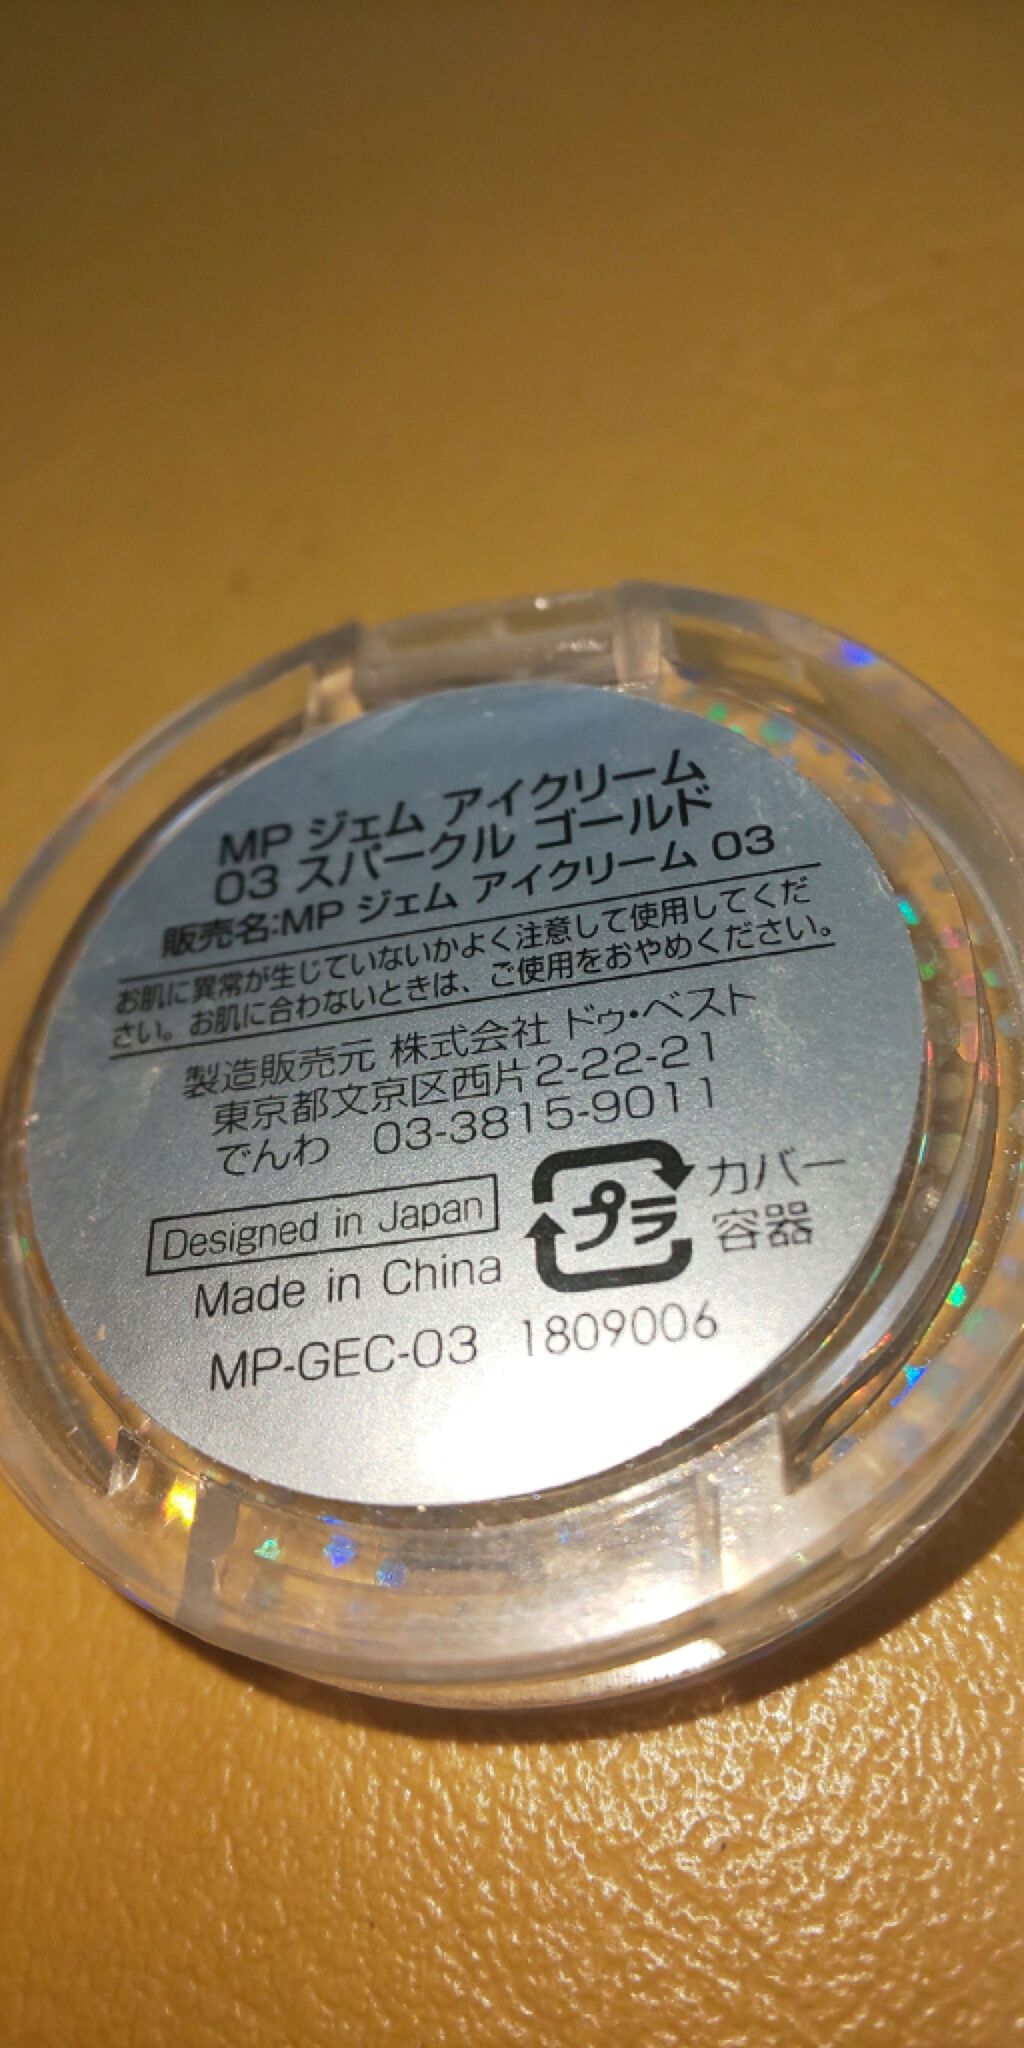 MP ジェム アイクリーム
03 スパークル ゴールド
販売名:MP ジェム アイクリーム 03
お肌に異常が生じていないかよく注意して使用してくだ
さい。お肌に合わないときは、ご使用をおやめください。
製造販売元 株式会社 ドゥ・ベスト
東京都文京区西片2-22-21
でんわ 03-3815-9011
Designed in Japan
Made in China
プラ
カバー
容器
MP-GEC-03 1809006